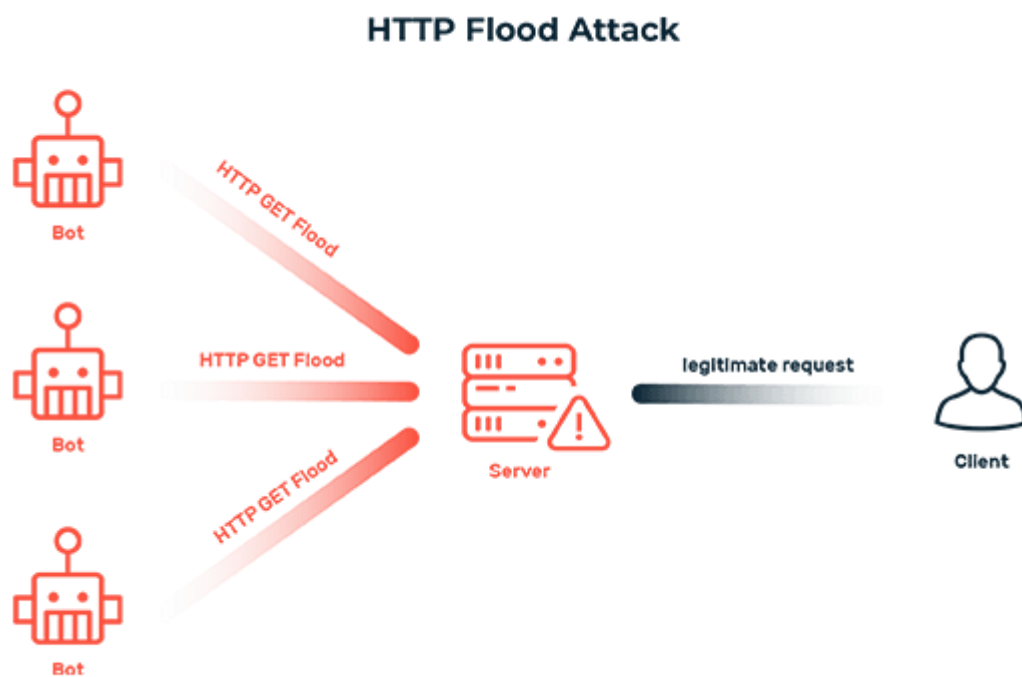 HTTP Flood Attack
HTTP GET Flood
Bot
HTTP GET Flood
legitimate request
Bot
Server
Client
HTTP GET Flood
Bot